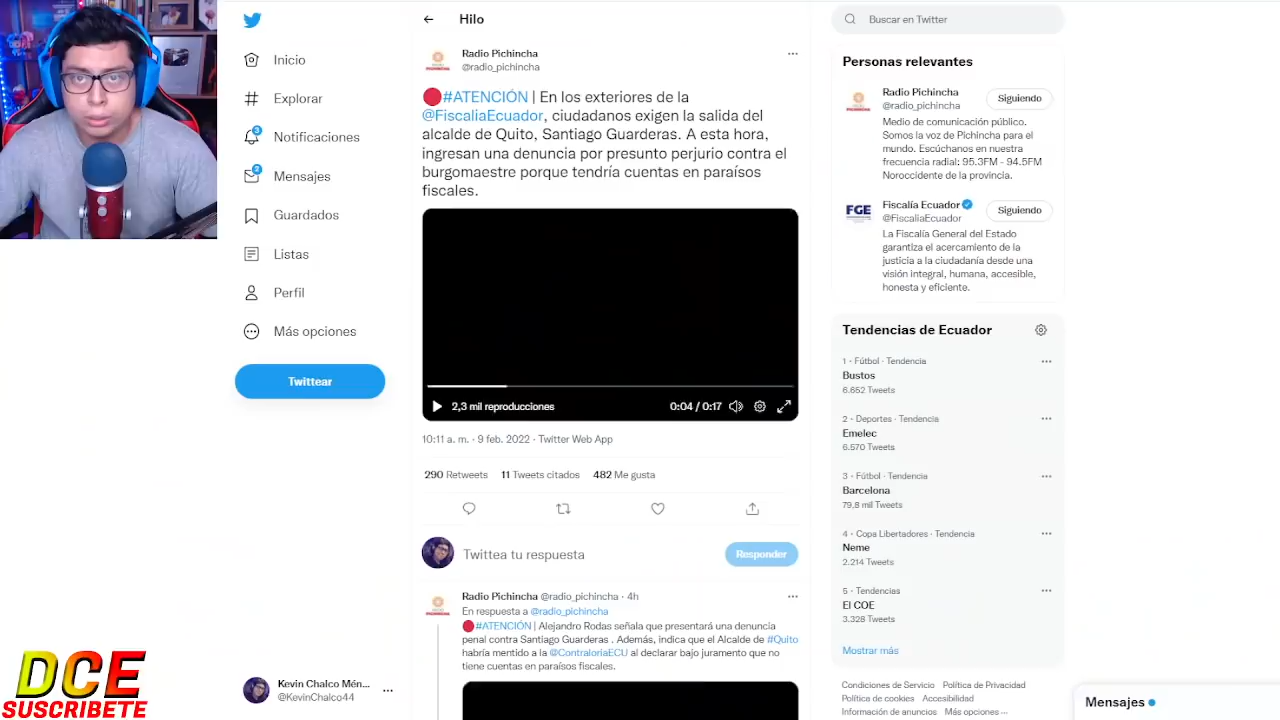 Inicio
Explorar
3
Notificaciones
2
Mensajes
Guardados
Listas
Perfil
Más opciones
Twittear
Kevin Chalco Mén...
@KevinChalco44
DCE
SUSCRIBETE
Hilo
Radio Pichincha
@radio_pichincha
#ATENCIÓN | En los exteriores de la
@FiscaliaEcuador, ciudadanos exigen la salida del
alcalde de Quito, Santiago Guarderas. A esta hora,
ingresan una denuncia por presunto perjurio contra el
burgomaestre porque tendría cuentas en paraísos
fiscales.
2,3 mil reproducciones
0:04 / 0:17
10:11 a. m. · 9 feb. 2022 · Twitter Web App
290 Retweets 11 Tweets citados 482 Me gusta
Twittea tu respuesta
Responder
Radio Pichincha @radio_pichincha · 4h
En respuesta a @radio_pichincha
#ATENCIÓN | Alejandro Rodas señala que presentará una denuncia
penal contra Santiago Guarderas . Además, indica que el Alcalde de #Quito
habría mentido a la @ContraloriaECU al declarar bajo juramento que no
tiene cuentas en paraísos fiscales.
Buscar en Twitter
Personas relevantes
Radio Pichincha
@radio_pichincha
Siguiendo
Medio de comunicación público.
Somos la voz de Pichincha para el
mundo. Escúchanos en nuestra
frecuencia radial: 95.3FM - 94.5FM
Noroccidente de la provincia.
FGE
Fiscalía Ecuador
@FiscaliaEcuador
Siguiendo
La Fiscalía General del Estado
garantiza el acercamiento de la
justicia a la ciudadanía desde una
visión integral, humana, accesible,
honesta y eficiente.
Tendencias de Ecuador
1 · Fútbol · Tendencia
Bustos
6.652 Tweets
2 · Deportes · Tendencia
Emelec
6.570 Tweets
3 · Fútbol · Tendencia
Barcelona
79,8 mil Tweets
4 · Copa Libertadores · Tendencia
Neme
2.214 Tweets
5 · Tendencias
El COE
3.328 Tweets
Mostrar más
Condiciones de Servicio Política de Privacidad
Política de cookies Accesibilidad
Información de anuncios Más opciones ···
Mensajes